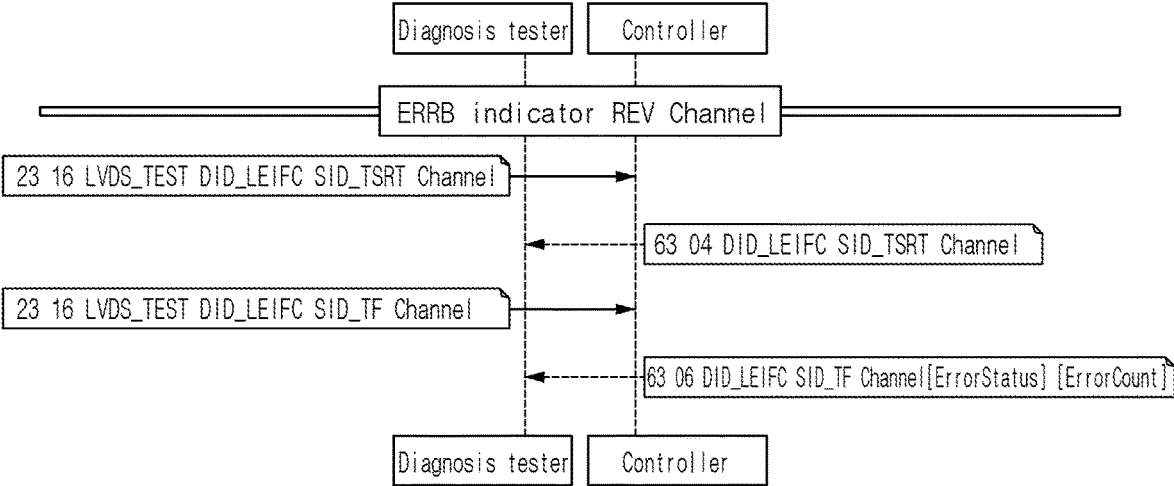 Diagnosis tester
Controller
ERRB indicator REV Channel
23 16 LVDS_TEST DID_LEIFC SID_TSRT Channel
63 04 DID_LEIFC SID_TSRT Channel
23 16 LVDS_TEST DID_LEIFC SID_TF Channel
63 06 DID_LEIFC SID_TF Channel[ErrorStatus] [ErrorCount]
Diagnosis tester
Controller